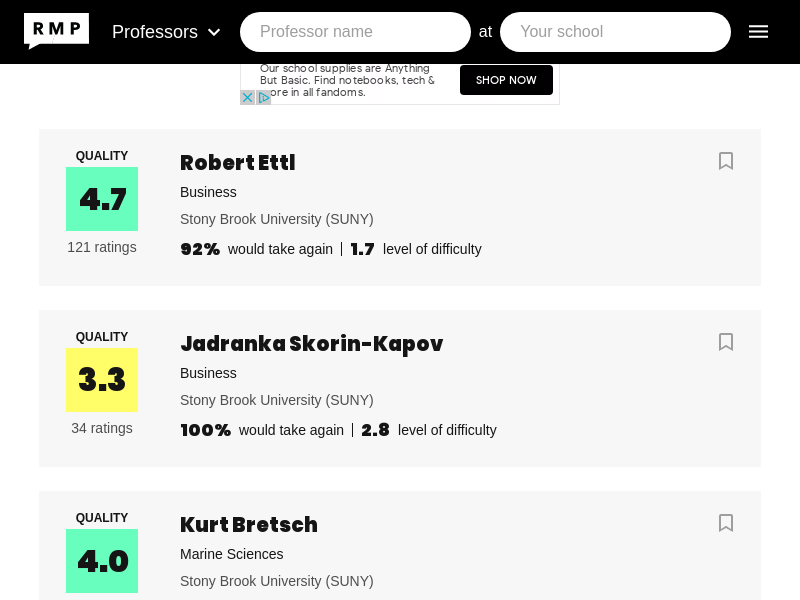 RMP
Professors
Professor name
at
Your school
Our school supplies are Anything
But Basic. Find notebooks, tech &
more in all fandoms.
SHOP NOW
QUALITY
4.7
121 ratings
Robert Ettl
Business
Stony Brook University (SUNY)
92% would take again | 1.7 level of difficulty
QUALITY
3.3
34 ratings
Jadranka Skorin-Kapov
Business
Stony Brook University (SUNY)
100% would take again | 2.8 level of difficulty
QUALITY
4.0
Kurt Bretsch
Marine Sciences
Stony Brook University (SUNY)